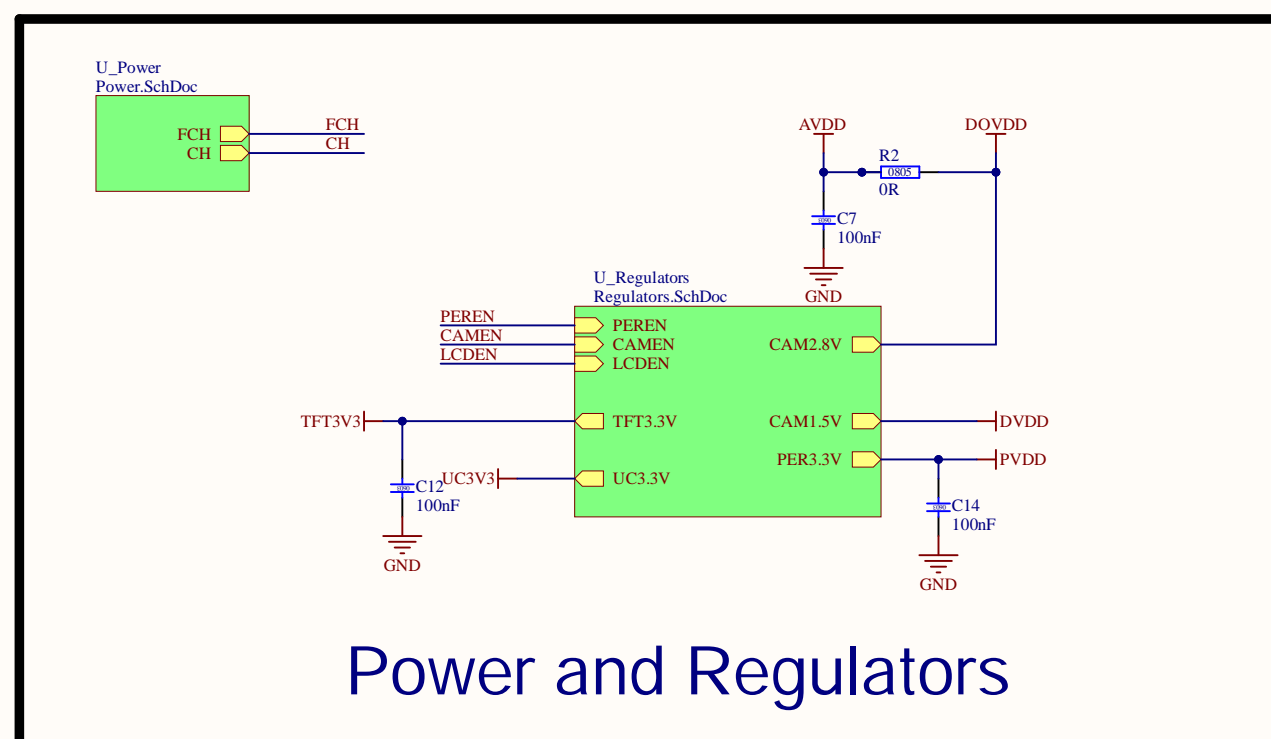 U_Power
Power.SchDoc
FCH
FCH
CH
CH
AVDD
DOVDD
R2
0805
0R
C7
100nF
GND
U_Regulators
Regulators.SchDoc
PEREN
PEREN
CAMEN
CAMEN
CAM2.8V
LCDEN
LCDEN
TFT3V3
TFT3.3V
CAM1.5V
DVDD
PER3.3V
PVDD
UC3V3
UC3.3V
C12
100nF
C14
100nF
GND
GND
Power and Regulators